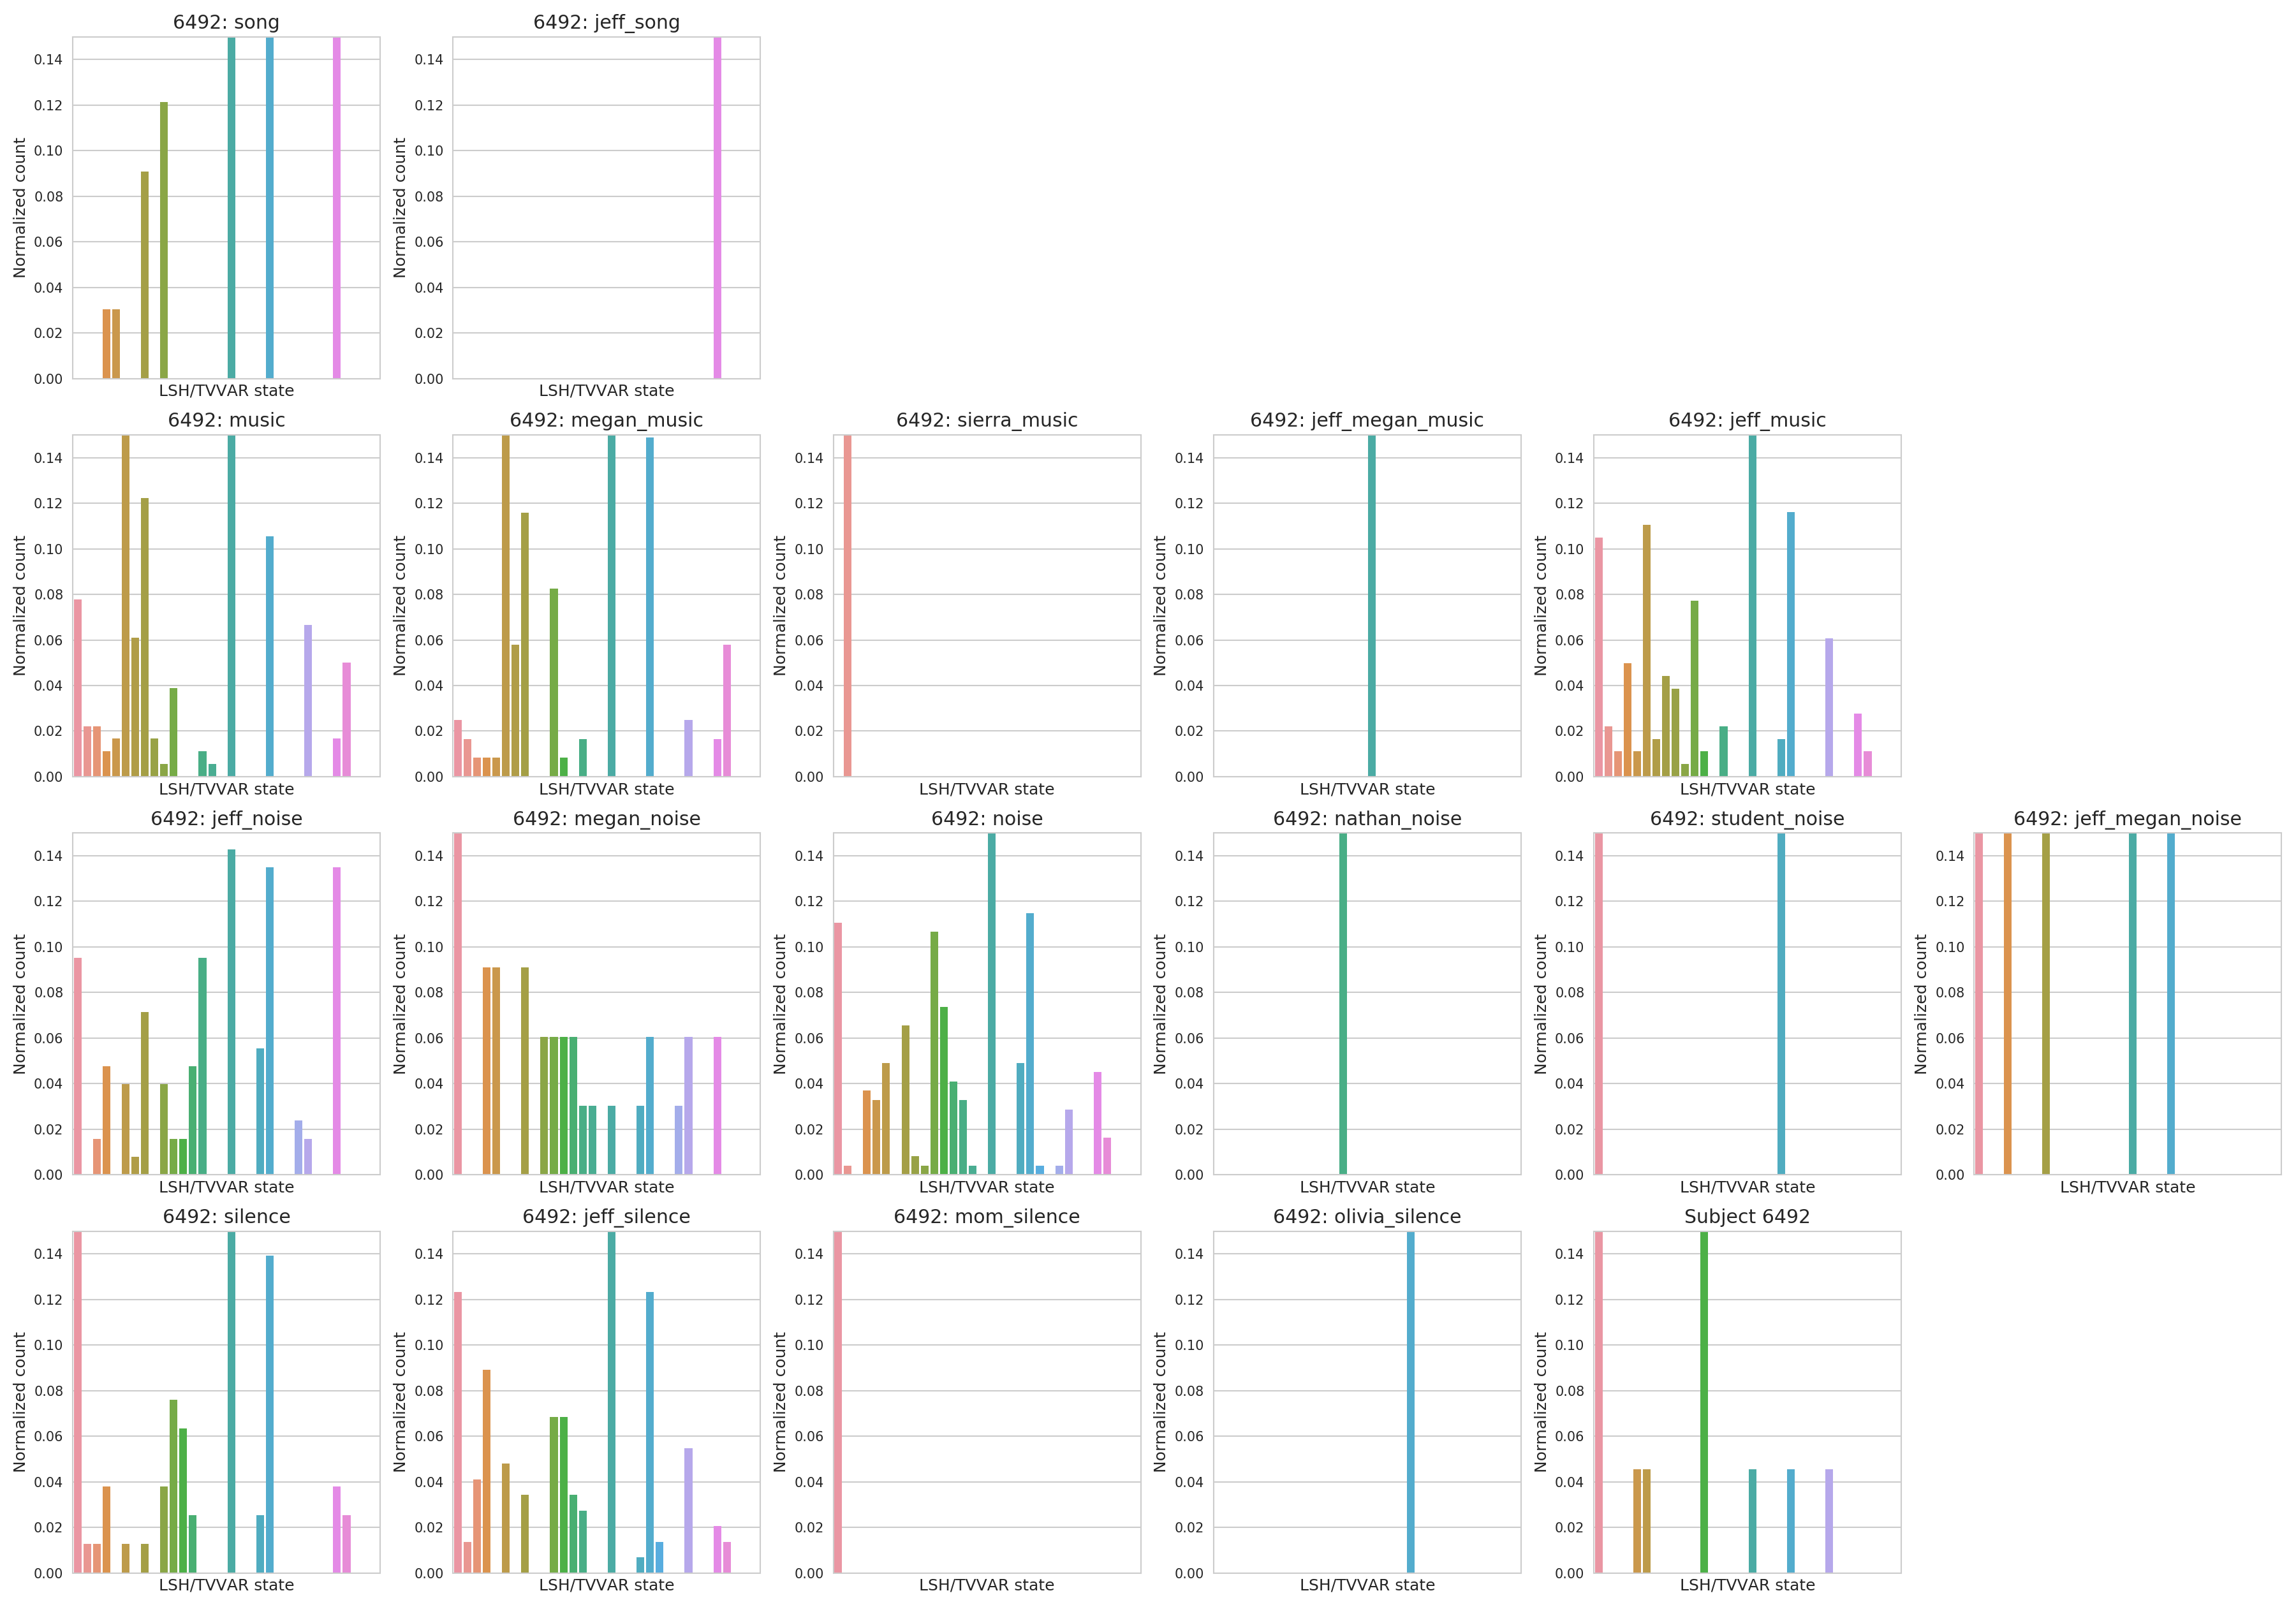 6492: song
0.14
0.12
0.10
0.08
0.06
0.04
0.02
0.00
Normalized count
LSH/TVVAR state
6492: jeff_song
0.14
0.12
0.10
0.08
0.06
0.04
0.02
0.00
Normalized count
LSH/TVVAR state
6492: music
0.14
0.12
0.10
0.08
0.06
0.04
0.02
0.00
Normalized count
LSH/TVVAR state
6492: megan_music
0.14
0.12
0.10
0.08
0.06
0.04
0.02
0.00
Normalized count
LSH/TVVAR state
6492: sierra_music
0.14
0.12
0.10
0.08
0.06
0.04
0.02
0.00
Normalized count
LSH/TVVAR state
6492: jeff_megan_music
0.14
0.12
0.10
0.08
0.06
0.04
0.02
0.00
Normalized count
LSH/TVVAR state
6492: jeff_music
0.14
0.12
0.10
0.08
0.06
0.04
0.02
0.00
Normalized count
LSH/TVVAR state
6492: jeff_noise
0.14
0.12
0.10
0.08
0.06
0.04
0.02
0.00
Normalized count
LSH/TVVAR state
6492: megan_noise
0.14
0.12
0.10
0.08
0.06
0.04
0.02
0.00
Normalized count
LSH/TVVAR state
6492: noise
0.14
0.12
0.10
0.08
0.06
0.04
0.02
0.00
Normalized count
LSH/TVVAR state
6492: nathan_noise
0.14
0.12
0.10
0.08
0.06
0.04
0.02
0.00
Normalized count
LSH/TVVAR state
6492: student_noise
0.14
0.12
0.10
0.08
0.06
0.04
0.02
0.00
Normalized count
LSH/TVVAR state
6492: jeff_megan_noise
0.14
0.12
0.10
0.08
0.06
0.04
0.02
0.00
Normalized count
LSH/TVVAR state
6492: silence
0.14
0.12
0.10
0.08
0.06
0.04
0.02
0.00
Normalized count
LSH/TVVAR state
6492: jeff_silence
0.14
0.12
0.10
0.08
0.06
0.04
0.02
0.00
Normalized count
LSH/TVVAR state
6492: mom_silence
0.14
0.12
0.10
0.08
0.06
0.04
0.02
0.00
Normalized count
LSH/TVVAR state
6492: olivia_silence
0.14
0.12
0.10
0.08
0.06
0.04
0.02
0.00
Normalized count
LSH/TVVAR state
Subject 6492
0.14
0.12
0.10
0.08
0.06
0.04
0.02
0.00
Normalized count
LSH/TVVAR state